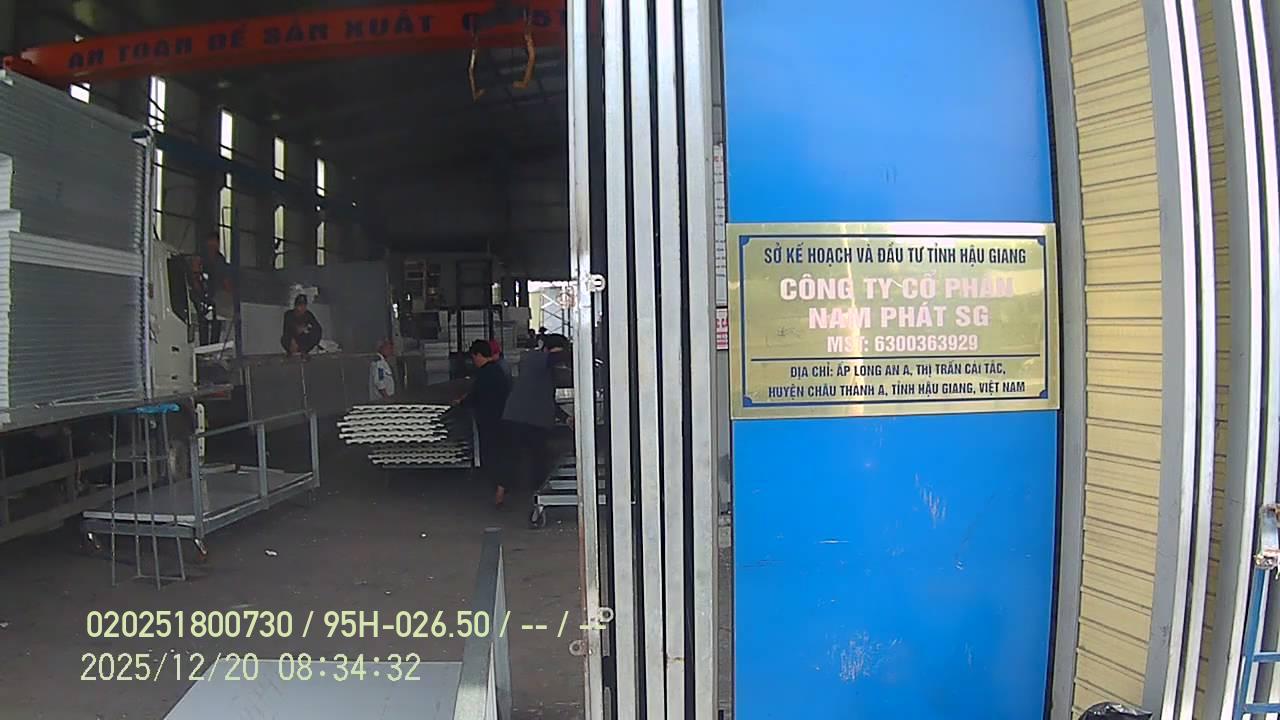 AN TOÀN ĐỂ SẢN XUẤT
SỞ KẾ HOẠCH VÀ ĐẦU TƯ TỈNH HẬU GIANG
CÔNG TY CỔ PHẦN
NAM PHÁT SG
MST: 6300363929
ĐỊA CHỈ: ẤP LONG AN A, THỊ TRẤN CÁI TẮC,
HUYỆN CHÂU THÀNH A, TỈNH HẬU GIANG, VIỆT NAM
020251800730 / 95H-026.50 / -- / --
2025/12/20 08:34:32